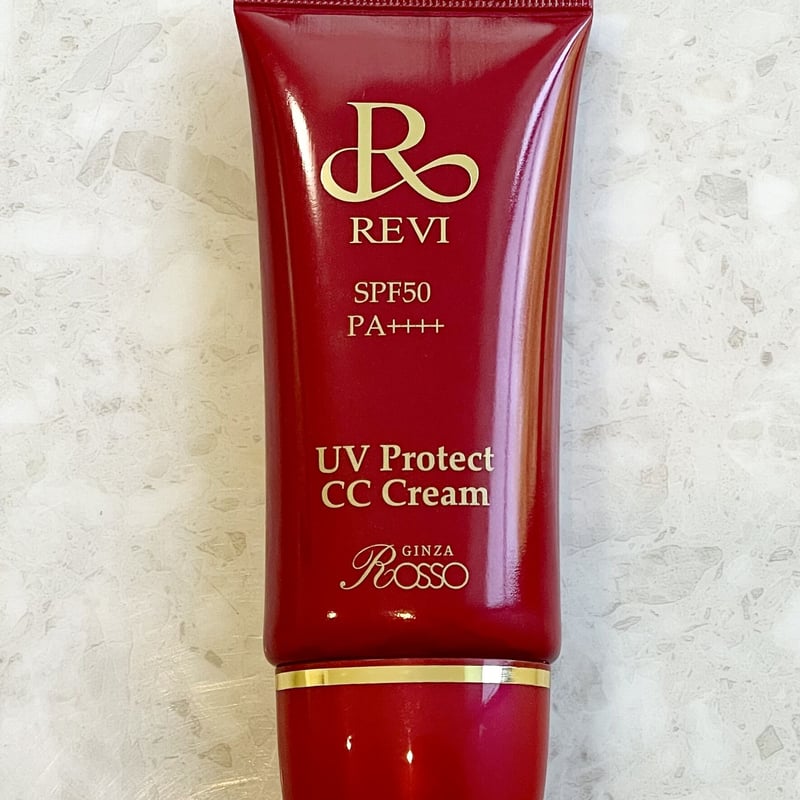 R
REVI
SPF50
PA++++
UV Protect
CC Cream
GINZA
Rosso